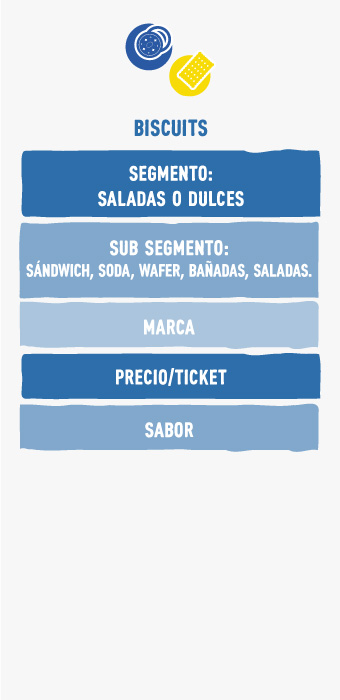 BISCUITS
SEGMENTO:
SALADAS O DULCES
SUB SEGMENTO:
SÁNDWICH, SODA, WAFER, BAÑADAS, SALADAS.
MARCA
PRECIO/TICKET
SABOR